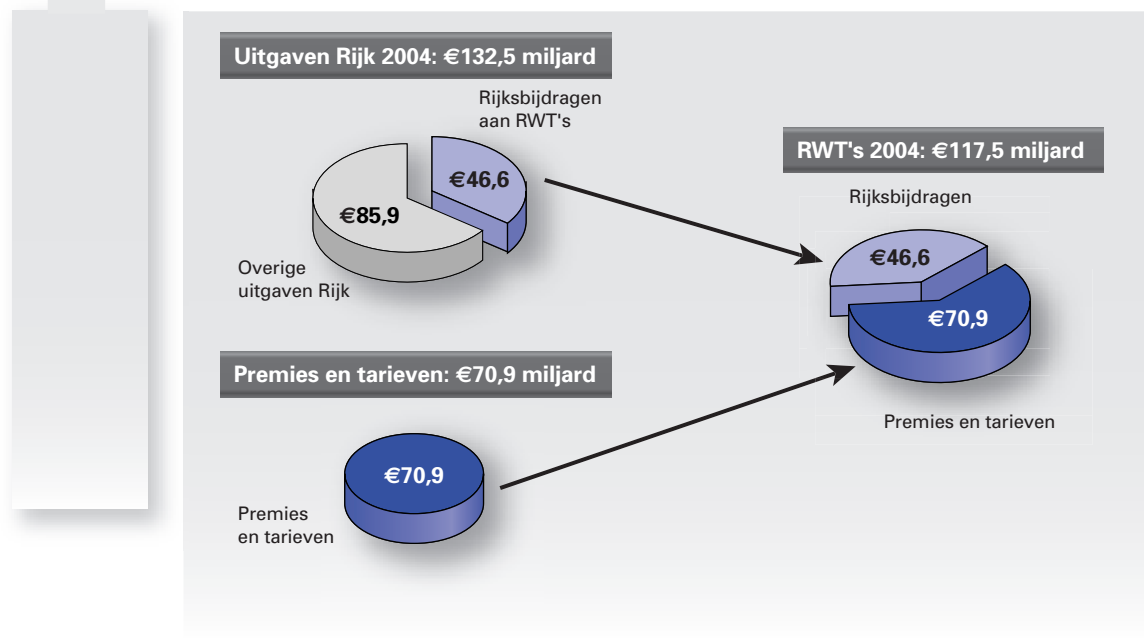 Uitgaven Rijk 2004: €132,5 miljard
Rijksbijdragen
aan RWT's
€46,6
€85,9
Overige
uitgaven Rijk
Premies en tarieven: €70,9 miljard
€70,9
Premies
en tarieven
RWT's 2004: €117,5 miljard
Rijksbijdragen
€46,6
€70,9
Premies en tarieven